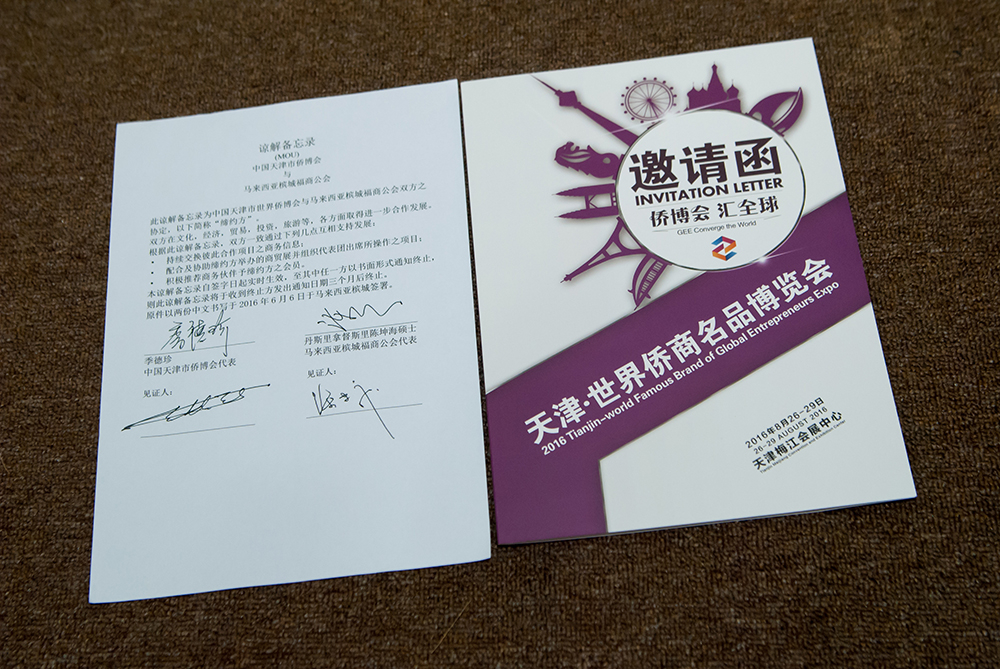 谅解备忘录
(MOU)
中国天津市侨博会
与
马来西亚槟城福商公会
此谅解备忘录为中国天津市世界侨博会与马来西亚槟城福商公会双方之
协定，以下简称“缔约方”。
双方在文化、经济、贸易，投资，旅游等，各方面取得进一步合作发展。
根据此谅解备忘录，双方一致通过下列几点互相支持发展：
• 持续交换彼此合作项目之商务信息；
• 配合及协助缔约方举办的商贸展并组织代表团出席所操作之项目；
• 积极推荐商务伙伴予缔约方之会员。
本谅解备忘录自签字日起实时生效，至其中任一方以书面形式通知终止，
则此谅解备忘录将于收到终止方发出通知日期三个月后终止。
原件以两份中文书写于 2016 年 6 月 6 日于马来西亚槟城签署。
季德珍
中国天津市侨博会代表
见证人：
丹斯里拿督斯里陈坤海硕士
马来西亚槟城福商公会代表
见证人：
邀请函
INVITATION LETTER
侨博会 汇全球
GEE Converge the World
天津·世界侨商名品博览会
2016 Tianjin-world Famous Brand of Global Entrepreneurs Expo
2016年8月26-29日
26-29 AUGUST 2016
天津梅江会展中心
Tianjin Meijiang Convention and Exhibition Center